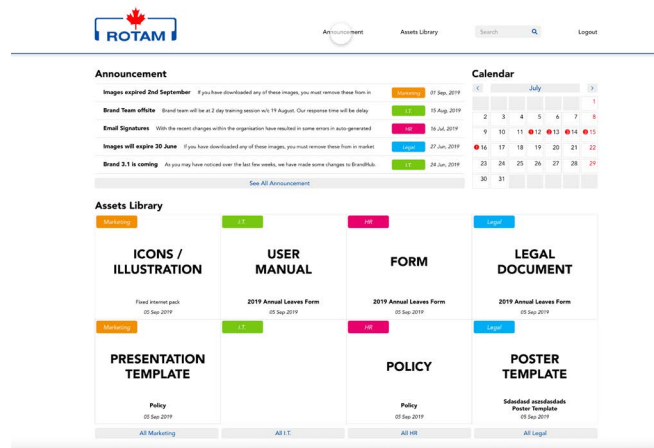 ROTAM
Announcement
Assets Library
Search
Logout
Announcement
Images expired 2nd September If you have downloaded any of these images, you must remove these from in
Marketing
01 Sep, 2019
Brand Team offsite Brand team will be at 2 day training session w/c 19 August. Our response time will be delay
I.T.
15 Aug, 2019
Email Signatures With the recent changes within the organisation have resulted in some errors in auto-generated
HR
16 Jul, 2019
Images will expire 30 June If you have downloaded any of these images, you must remove these from in market
Legal
27 Jun, 2019
Brand 3.1 is coming As you may have noticed over the last few weeks, we have made some changes to BrandHub.
I.T.
24 Jun, 2019
See All Announcement
Calendar
July
1
2 3 4 5 6 7 8
9 10 11 12 13 14 15
16 17 18 19 20 21 22
23 24 25 26 27 28 29
30 31
Assets Library
Marketing
ICONS /
ILLUSTRATION
Fixed internet pack
05 Sep 2019
I.T.
USER
MANUAL
2019 Annual Leaves Form
05 Sep 2019
HR
FORM
2019 Annual Leaves Form
05 Sep 2019
Legal
LEGAL
DOCUMENT
2019 Annual Leaves Form
05 Sep 2019
Marketing
PRESENTATION
TEMPLATE
Policy
05 Sep 2019
I.T.
HR
POLICY
Policy
05 Sep 2019
Legal
POSTER
TEMPLATE
Sdasdasd aszsdasdads
Poster Template
05 Sep 2019
All Marketing
All I.T.
All HR
All Legal